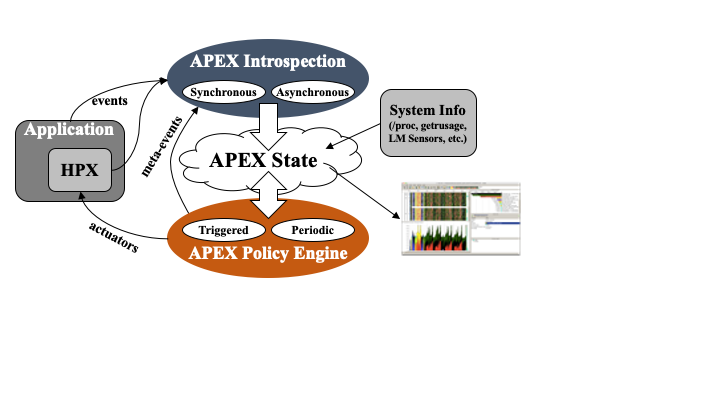 APEX Introspection
Synchronous
Asynchronous
events
Application
HPX
meta-events
System Info
(/proc, getrusage,
LM Sensors, etc.)
APEX State
actuators
Triggered
Periodic
APEX Policy Engine